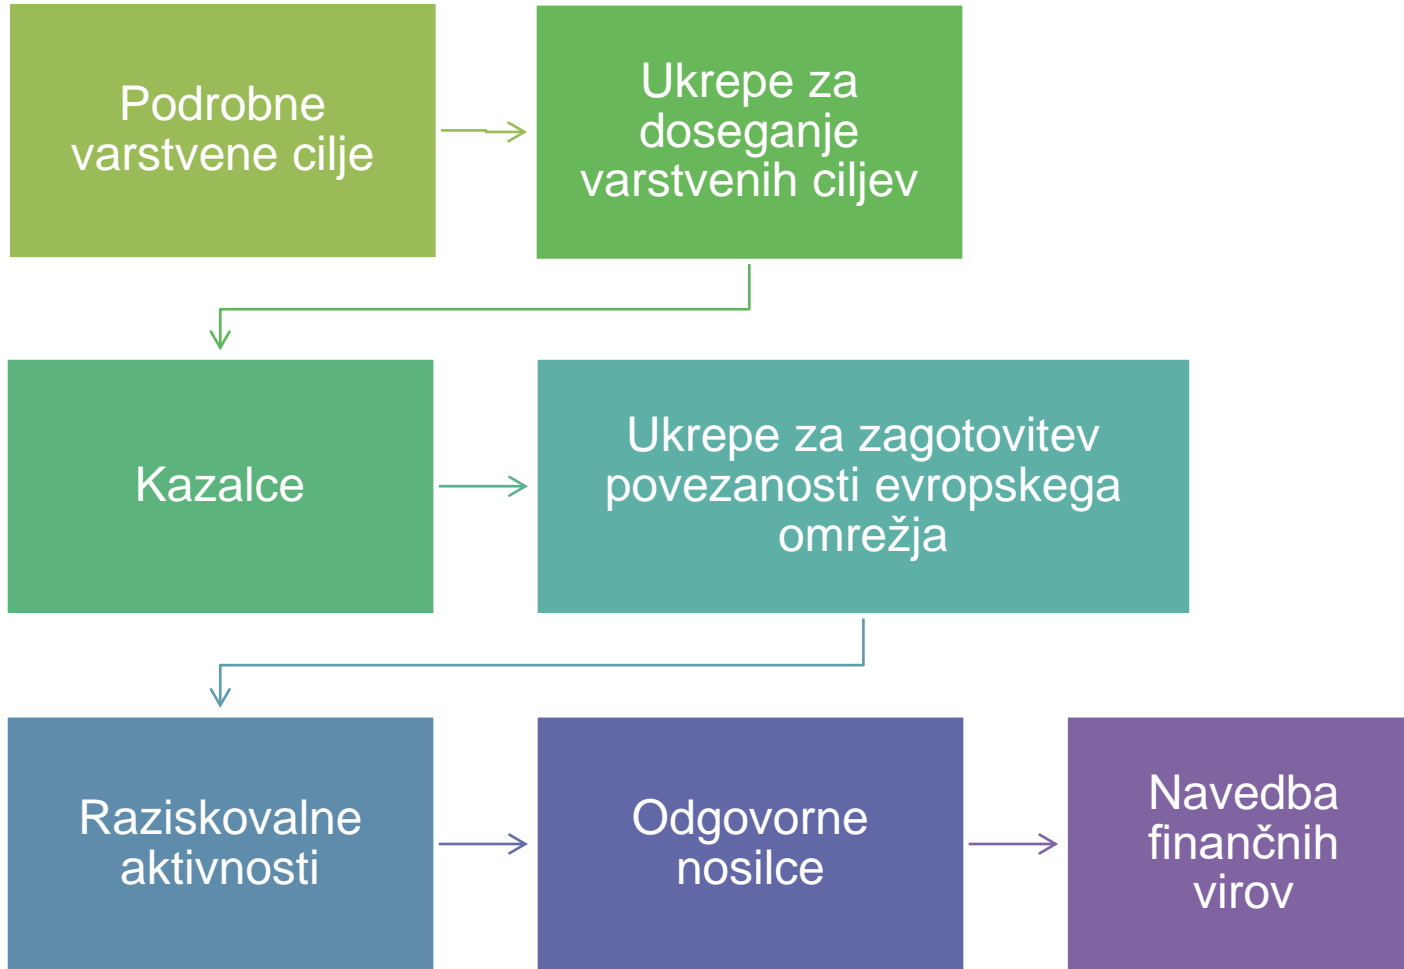 Podrobne
varstvene cilje
Ukrepe za
doseganje
varstvenih ciljev
Kazalce
Ukrepe za zagotovitev
povezanosti evropskega
omrežja
Raziskovalne
aktivnosti
Odgovorne
nosilce
Navedba
finančnih
virov